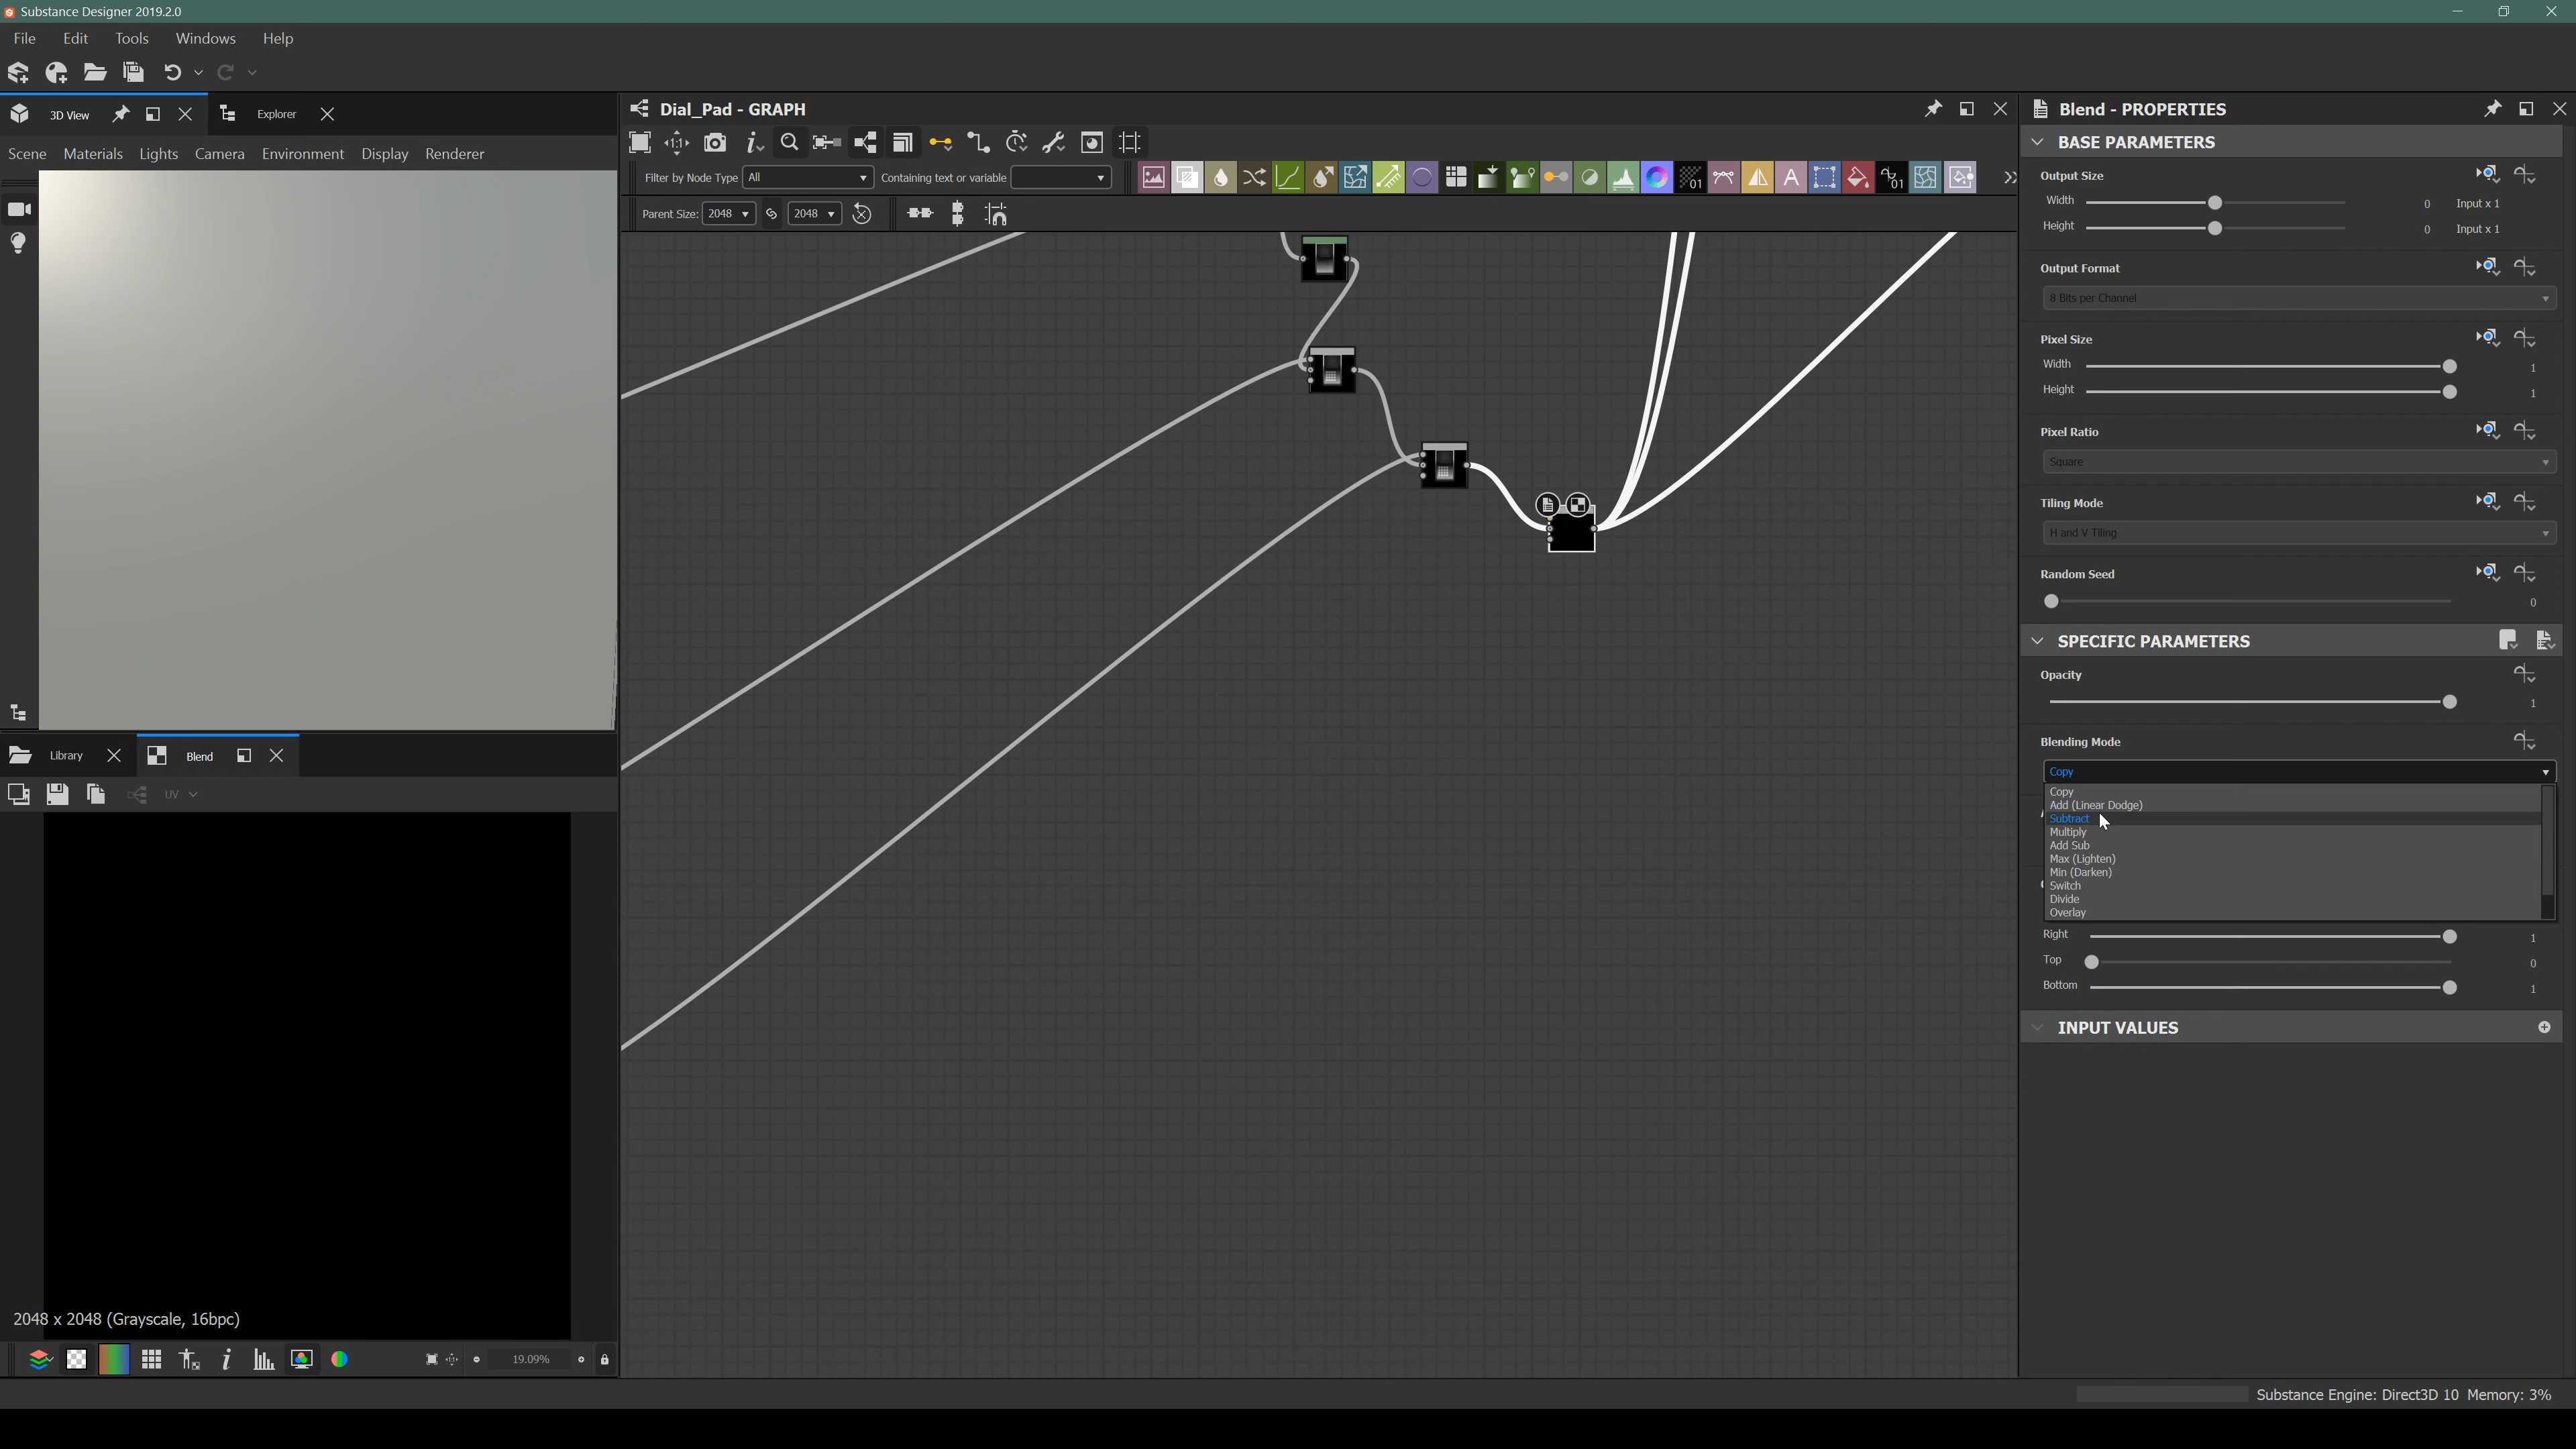 Substance Designer 2019.2.0
File Edit Tools Windows Help
3D View Explorer
Scene Materials Lights Camera Environment Display Renderer
Library Blend
UV
2048 x 2048 (Grayscale, 16bpc)
19.09%
Dial_Pad - GRAPH
1:1
Filter by Node Type All Containing text or variable
01 A 01
Parent Size: 2048 2048
Blend - PROPERTIES
BASE PARAMETERS
Output Size
Width 0 Input x 1
Height 0 Input x 1
Output Format
8 Bits per Channel
Pixel Size
Width 1
Height 1
Pixel Ratio
Square
Tiling Mode
H and V Tiling
Random Seed
0
SPECIFIC PARAMETERS
Opacity
1
Blending Mode
Copy
Copy
Add (Linear Dodge)
Subtract
Multiply
Add Sub
Max (Lighten)
Min (Darken)
Switch
Divide
Overlay
Right 1
Top 0
Bottom 1
INPUT VALUES
Substance Engine: Direct3D 10 Memory: 3%